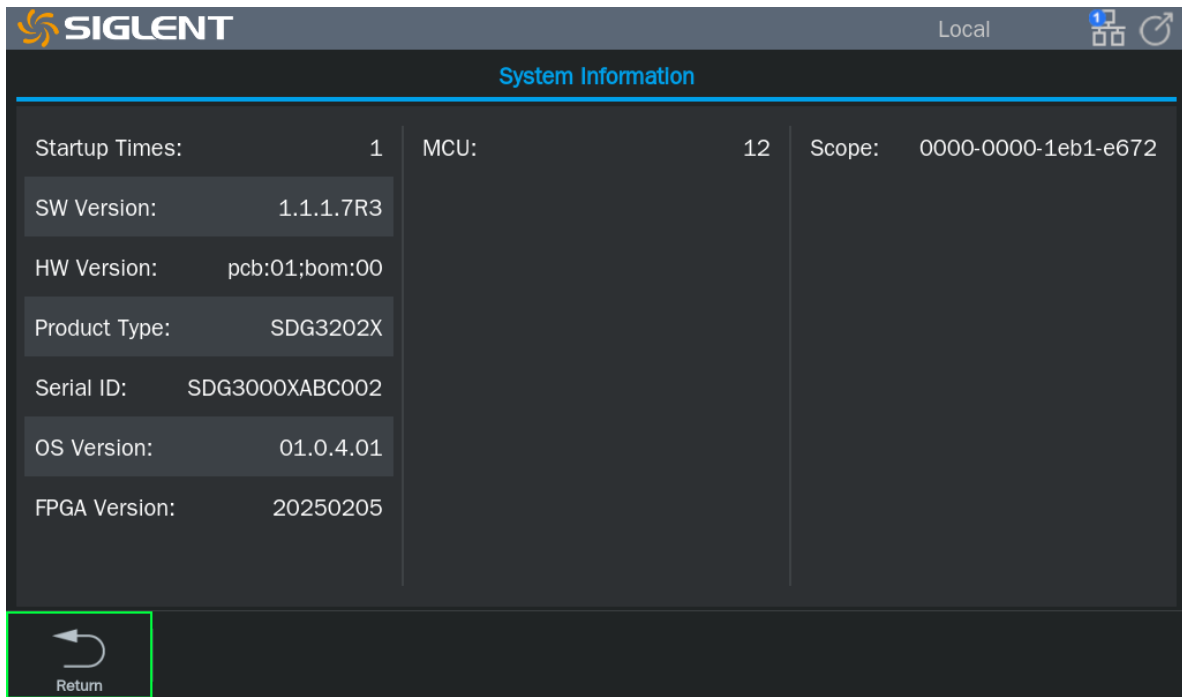 SIGLENT
Local
1
System Information
Startup Times: 1
SW Version: 1.1.1.7R3
HW Version: pcb:01;bom:00
Product Type: SDG3202X
Serial ID: SDG3000XABC002
OS Version: 01.0.4.01
FPGA Version: 20250205
MCU: 12
Scope: 0000-0000-1eb1-e672
Return